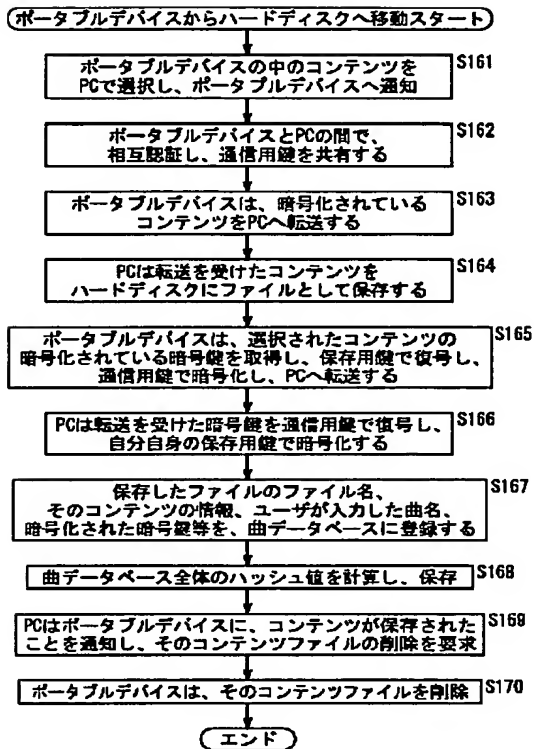 ポータブルデバイスからハードディスクへ移動スタート
ポータブルデバイスの中のコンテンツを
PCで選択し、ポータブルデバイスへ通知
S161
ポータブルデバイスとPCの間で、
相互認証し、通信用鍵を共有する
S162
ポータブルデバイスは、暗号化されている
コンテンツをPCへ転送する
S163
PCは転送を受けたコンテンツを
ハードディスクにファイルとして保存する
S164
ポータブルデバイスは、選択されたコンテンツの
暗号化されている暗号鍵を取得し、保存用鍵で復号し、
通信用鍵で暗号化し、PCへ転送する
S165
PCは転送を受けた暗号鍵を通信用鍵で復号し、
自分自身の保存用鍵で暗号化する
S166
保存したファイルのファイル名、
そのコンテンツの情報、ユーザが入力した曲名、
暗号化された暗号鍵等を、曲データベースに登録する
S167
曲データベース全体のハッシュ値を計算し、保存
S168
PCはポータブルデバイスに、コンテンツが保存された
ことを通知し、そのコンテンツファイルの削除を要求
S169
ポータブルデバイスは、そのコンテンツファイルを削除
S170
エンド